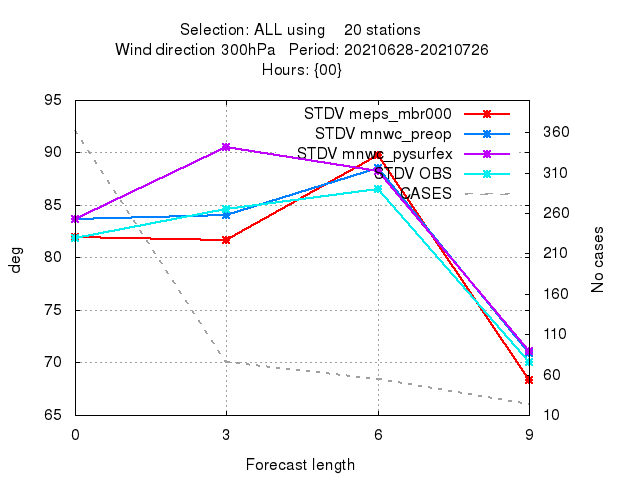 Selection: ALL using 20 stations
Wind direction 300hPa Period: 20210628-20210726
Hours: {00}
STDV meps_mbr000
STDV mnwc_preop
STDV mnwc_pysurfex
STDV OBS
CASES
95
90
85
80
75
70
65
deg
360
310
260
210
160
110
60
10
No cases
0 3 6 9
Forecast length